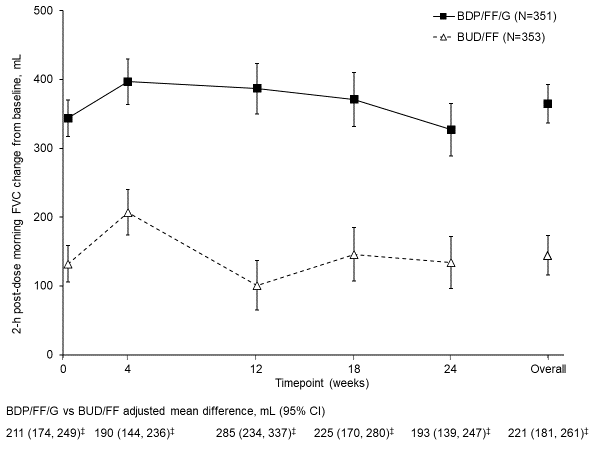 500
BDP/FF/G (N=351)
BUD/FF (N=353)
400
300
200
100
0
2-h post-dose morning FVC change from baseline, mL
0 4 12 18 24 Overall
Timepoint (weeks)
BDP/FF/G vs BUD/FF adjusted mean difference, mL (95% CI)
211 (174, 249)‡ 190 (144, 236)‡ 285 (234, 337)‡ 225 (170, 280)‡ 193 (139, 247)‡ 221 (181, 261)‡